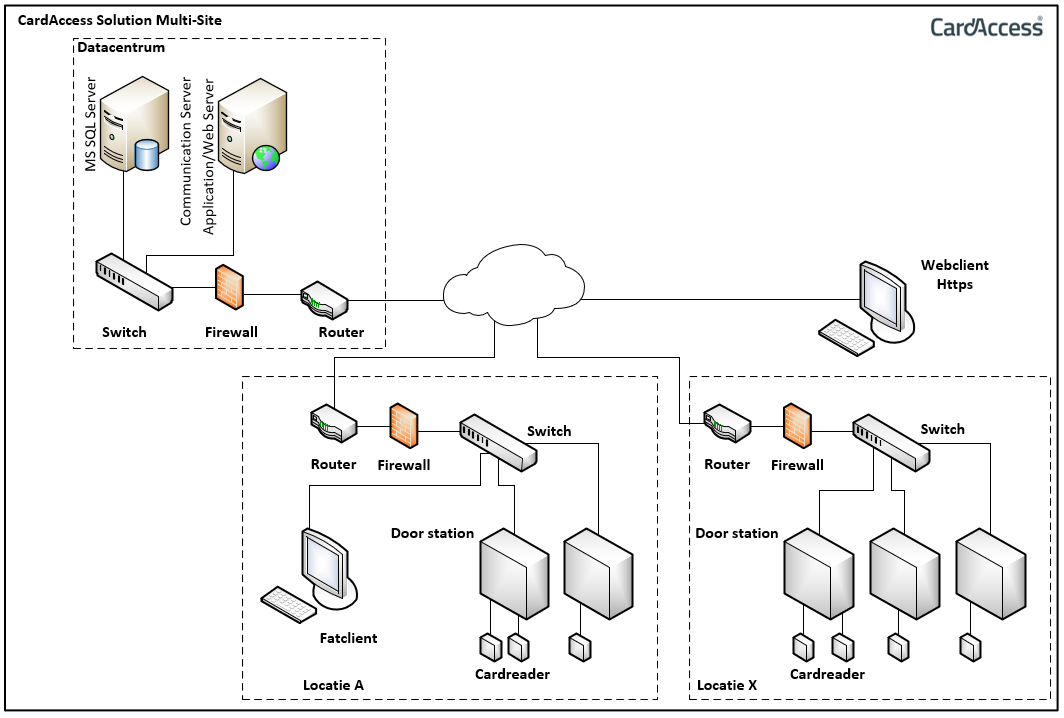 CardAccess Solution Multi-Site
CardAccess®
Datacentrum
MS SQL Server
Communication Server
Application/Web Server
Switch
Firewall
Router
Webclient
Https
Router
Firewall
Switch
Door station
Fatclient
Cardreader
Locatie A
Router
Firewall
Switch
Door station
Cardreader
Locatie X